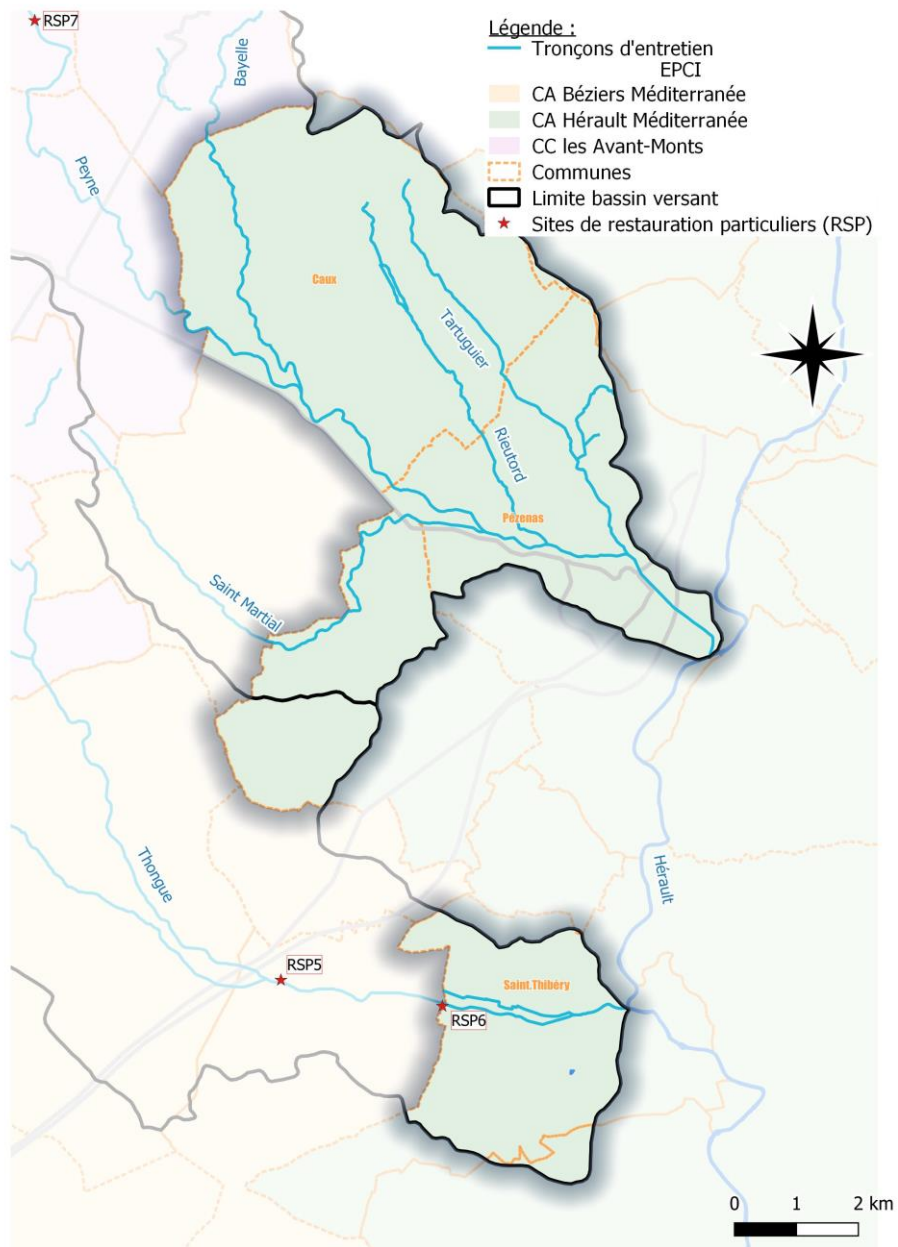 RSP7
Bayelle
Peyne
Légende :
Tronçons d'entretien
EPCI
CA Béziers Méditerranée
CA Hérault Méditerranée
CC les Avant-Monts
Communes
Limite bassin versant
Sites de restauration particuliers (RSP)
Caux
Tartuguier
Rieutord
Pézenas
Saint Martial
Thongue
Hérault
RSP5
Saint.Thibéry
RSP6
0 1 2 km